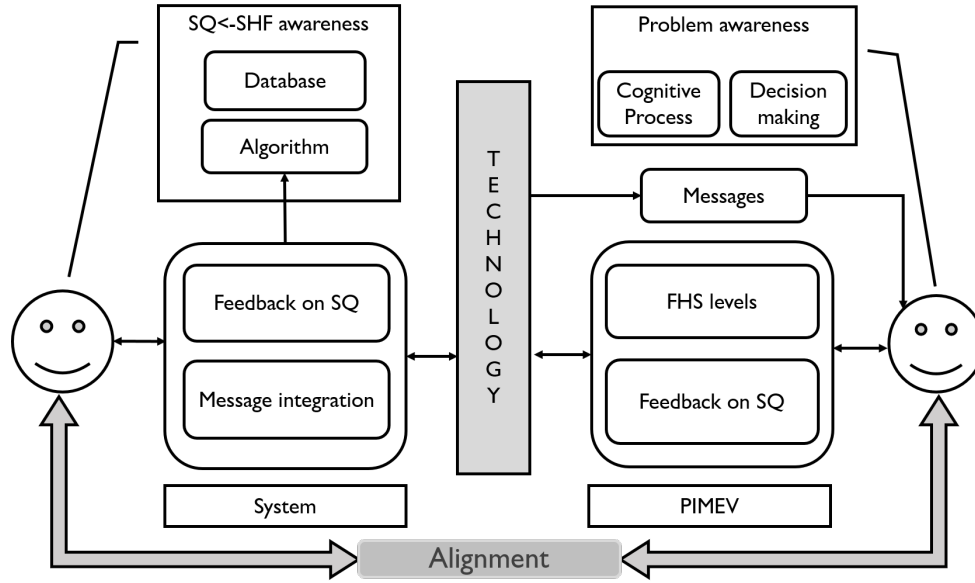 SQ<-SHF awareness
Database
Algorithm
Feedback on SQ
Message integration
System
TECHNOLOGY
Problem awareness
Cognitive
Process
Decision
making
Messages
FHS levels
Feedback on SQ
PIMEV
Alignment